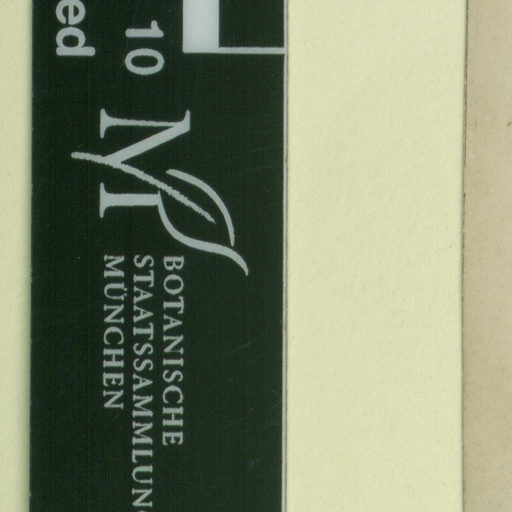 ed
10
BOTANISCHE
STAATSSAMMLUN
MÜNCHEN